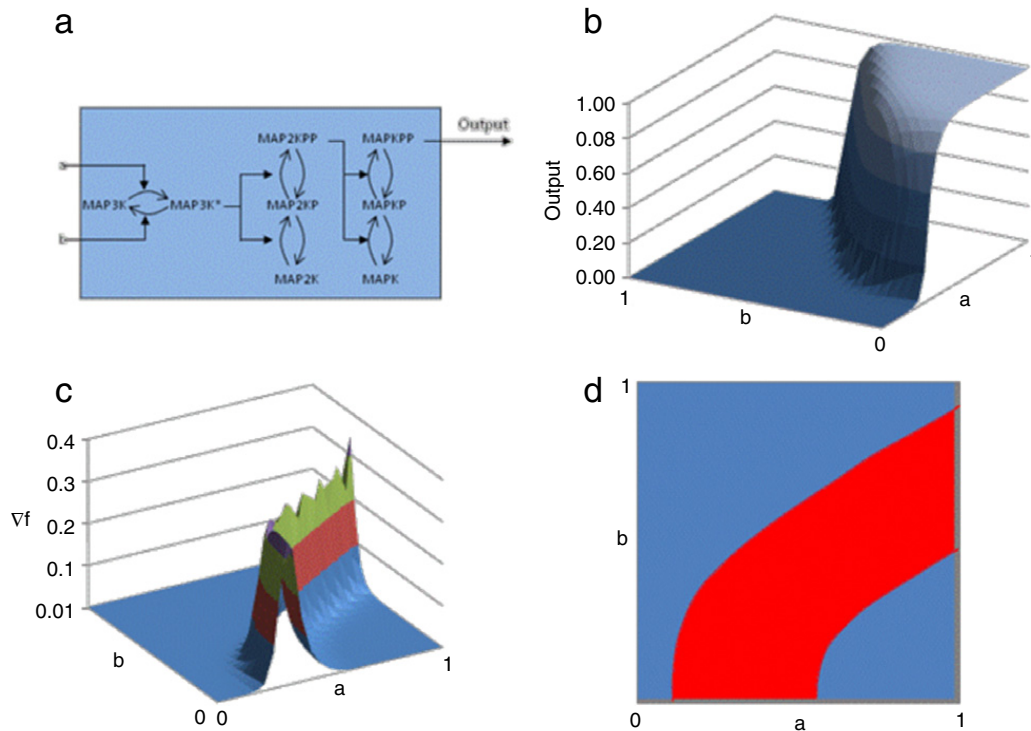 a
Output
MAP2KPP
MAPKPP
a
MAP3K
MAP3K*
MAP2KP
MAPKP
MAP2K
MAPK
b
1.00
0.80
0.60
0.40
0.20
0.00
Output
1
b
0
a
c
0.4
0.3
0.2
0.1
0.01
∇f
b
0
0
a
1
d
1
b
0
a
1